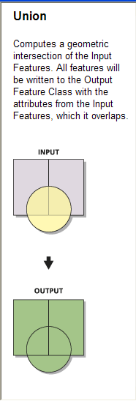 Union
Computes a geometric
intersection of the Input
Features. All features will
be written to the Output
Feature Class with the
attributes from the Input
Features, which it overlaps.
INPUT
OUTPUT